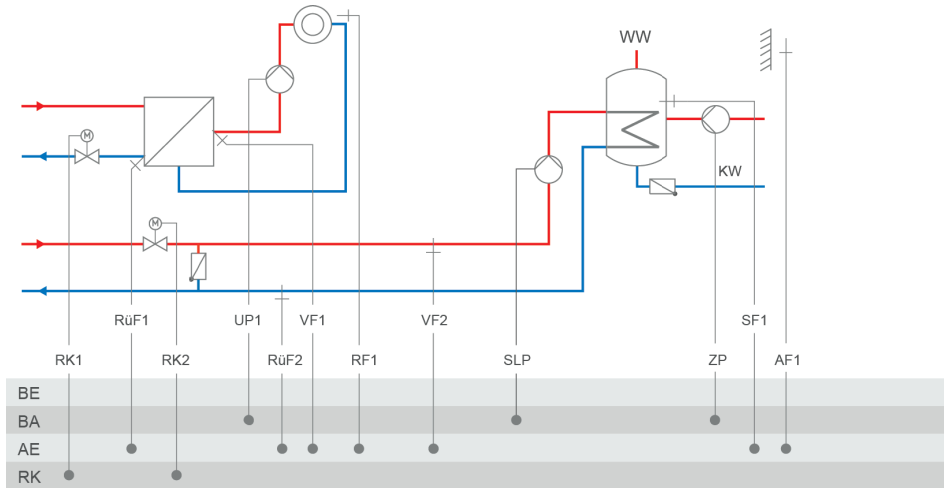 WW
M
KW
M
RüF1 UP1 VF1 VF2 SF1
RK1 RK2 RüF2 RF1 SLP ZP AF1
BE
BA
AE
RK